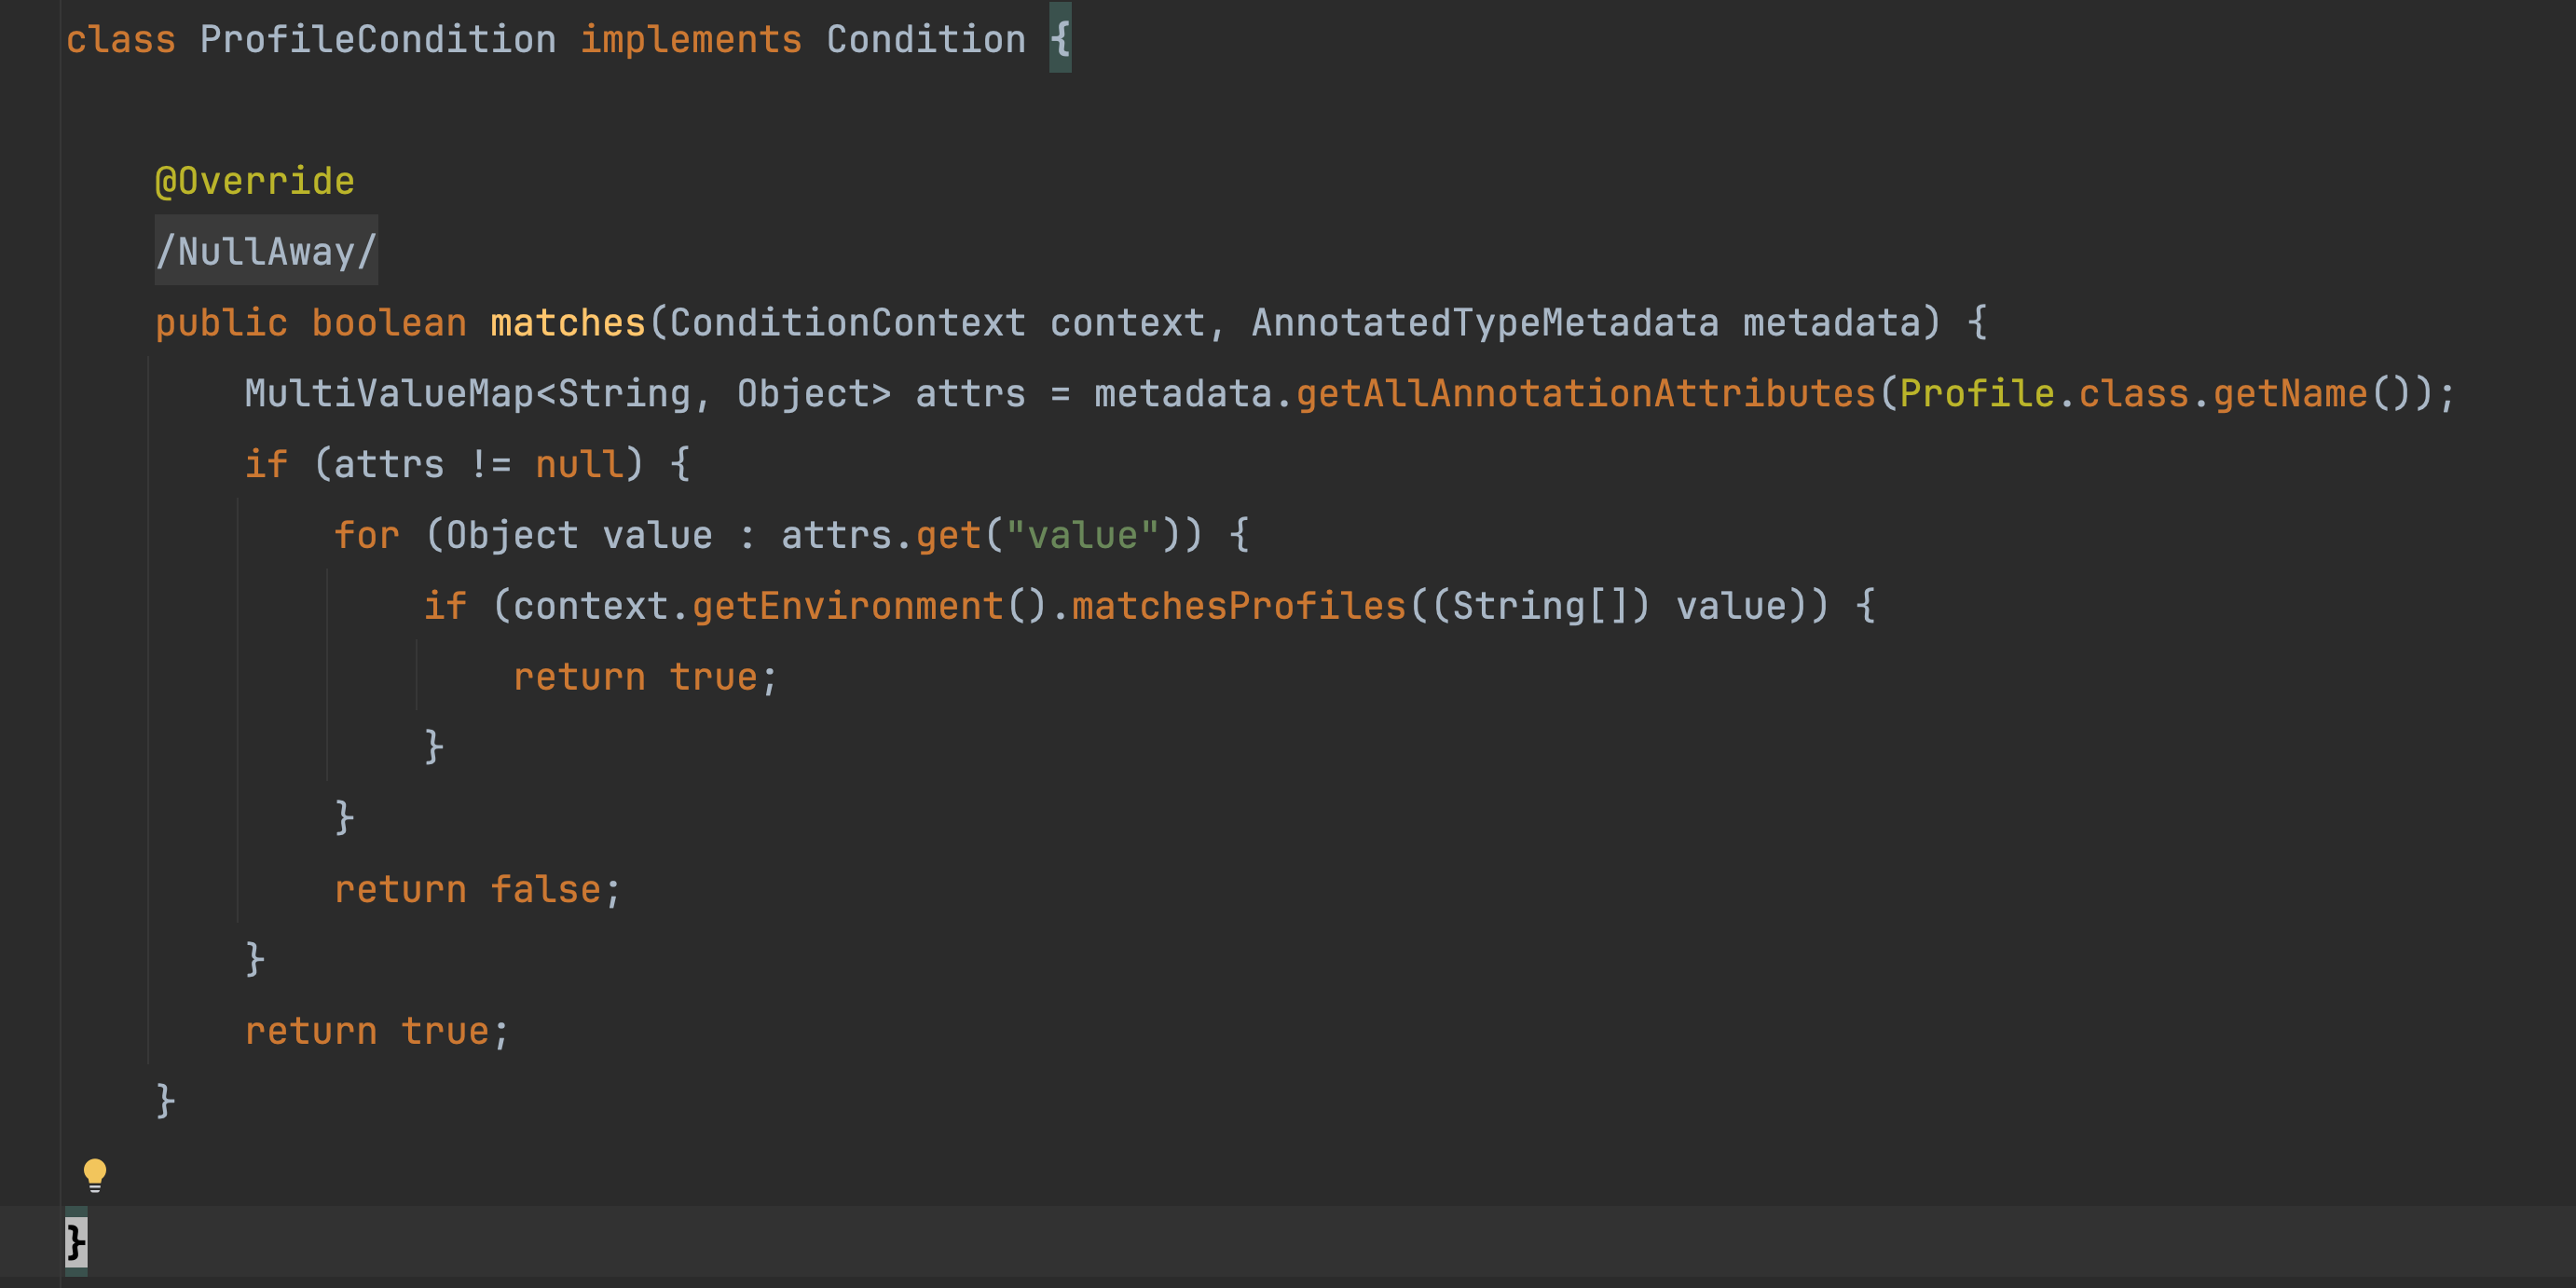 class ProfileCondition implements Condition {
@Override
/NullAway/
public boolean matches(ConditionContext context, AnnotatedTypeMetadata metadata) {
MultiValueMap<String, Object> attrs = metadata.getAllAnnotationAttributes(Profile.class.getName());
if (attrs != null) {
for (Object value : attrs.get("value")) {
if (context.getEnvironment().matchesProfiles((String[]) value)) {
return true;
}
}
return false;
}
return true;
}
}